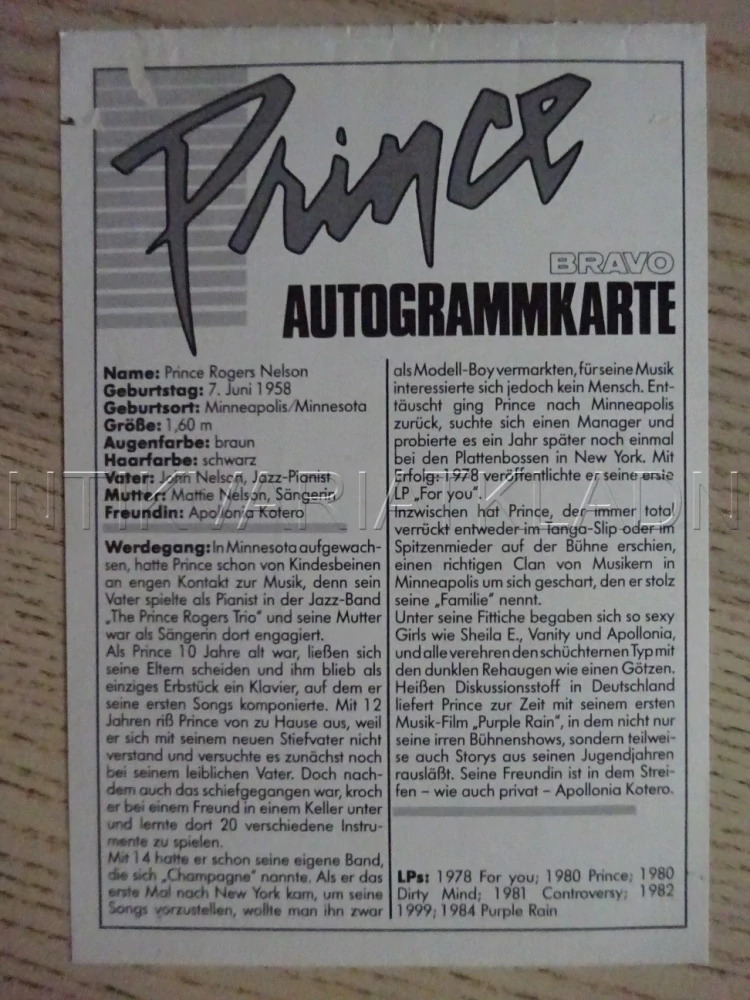 Prince
BRAVO
AUTOGRAMMKARTE
Name: Prince Rogers Nelson
Geburtstag: 7. Juni 1958
Geburtsort: Minneapolis/Minnesota
Größe: 1,60 m
Augenfarbe: braun
Haarfarbe: schwarz
Vater: John Nelson, Jazz-Pianist
Mutter: Mattie Nelson, Sängerin
Freundin: Apollonia Kotero
Werdegang: In Minnesota aufgewach-
sen, hatte Prince schon von Kindesbeinen
an engen Kontakt zur Musik, denn sein
Vater spielte als Pianist in der Jazz-Band
„The Prince Rogers Trio" und seine Mutter
war als Sängerin dort engagiert.
Als Prince 10 Jahre alt war, ließen sich
seine Eltern scheiden und ihm blieb als
einziges Erbstück ein Klavier, auf dem er
seine ersten Songs komponierte. Mit 12
Jahren riß Prince von zu Hause aus, weil
er sich mit seinem neuen Stiefvater nicht
verstand und versuchte es zunächst noch
bei seinem leiblichen Vater. Doch nach-
dem auch das schiefgegangen war, kroch
er bei einem Freund in einem Keller unter
und lernte dort 20 verschiedene Instru-
mente zu spielen.
Mit 14 hatte er schon seine eigene Band,
die sich „Champagne" nannte. Als er das
erste Mal nach New York kam, um seine
Songs vorzustellen, wollte man ihn zwar
als Modell-Boy vermarkten, für seine Musik
interessierte sich jedoch kein Mensch. Ent-
täuscht ging Prince nach Minneapolis
zurück, suchte sich einen Manager und
probierte es ein Jahr später noch einmal
bei den Plattenbossen in New York. Mit
Erfolg: 1978 veröffentlichte er seine erste
LP „For you".
Inzwischen hat Prince, der immer total
verrückt entweder im Tanga-Slip oder im
Spitzenmieder auf der Bühne erschien,
einen richtigen Clan von Musikern in
Minneapolis um sich geschart, den er stolz
seine „Familie" nennt.
Unter seine Fittiche begaben sich so sexy
Girls wie Sheila E., Vanity und Apollonia,
und alle verehren den schüchternen Typ mit
den dunklen Rehaugen wie einen Götzen.
Heißen Diskussionsstoff in Deutschland
liefert Prince zur Zeit mit seinem ersten
Musik-Film „Purple Rain", in dem nicht nur
seine irren Bühnenshows, sondern teilwei-
se auch Storys aus seinen Jugendjahren
rausläßt. Seine Freundin ist in dem Strei-
fen – wie auch privat – Apollonia Kotero.
LPs: 1978 For you; 1980 Prince; 1980
Dirty Mind; 1981 Controversy; 1982
1999; 1984 Purple Rain